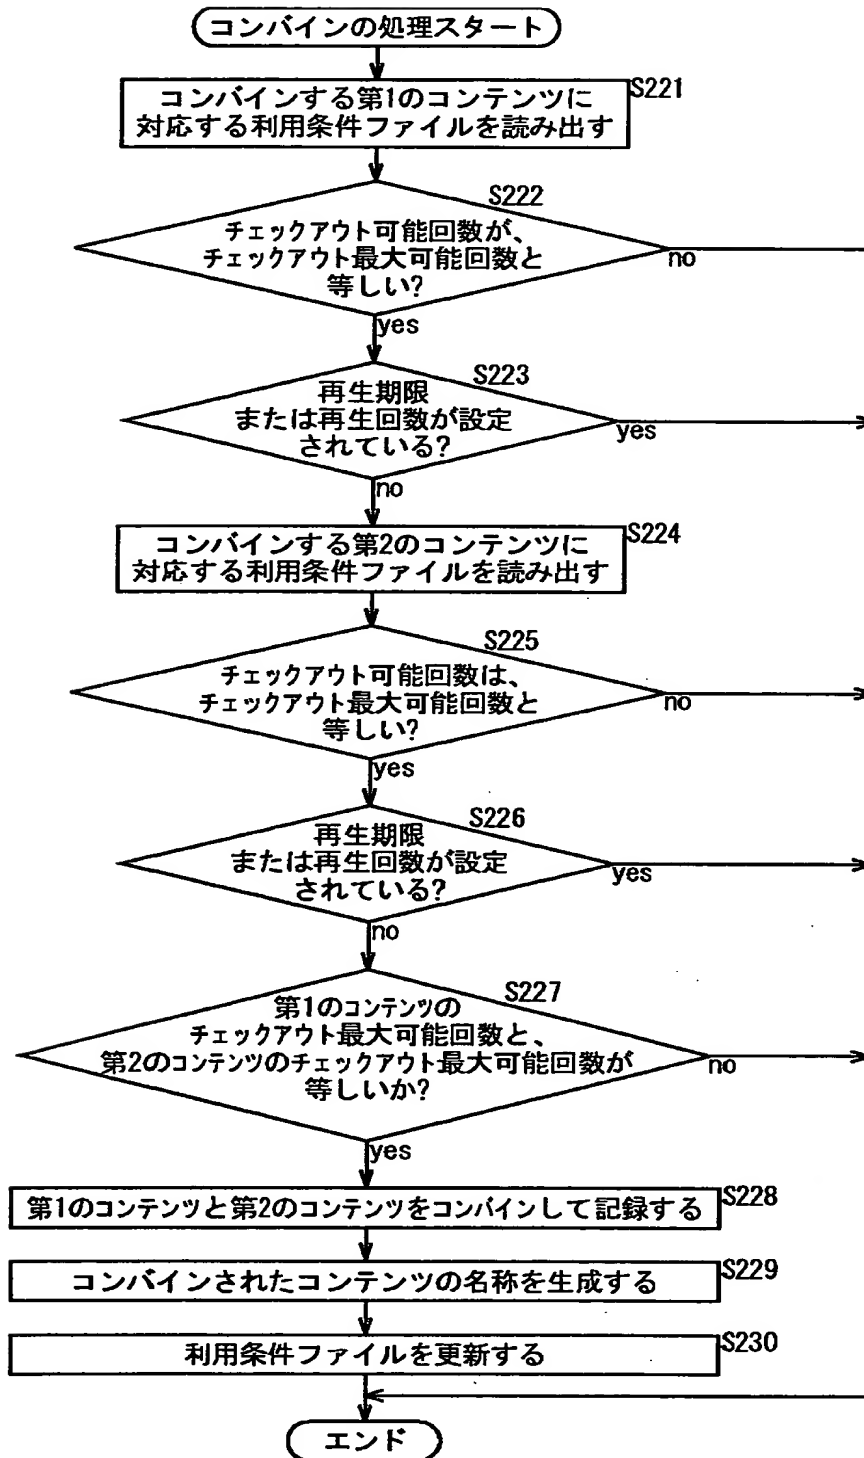 コンバインの処理スタート
S221
コンバインする第1のコンテンツに
対応する利用条件ファイルを読み出す
S222
チェックアウト可能回数が、
チェックアウト最大可能回数と
等しい?
no
yes
S223
再生期限
または再生回数が設定
されている?
yes
no
S224
コンバインする第2のコンテンツに
対応する利用条件ファイルを読み出す
S225
チェックアウト可能回数は、
チェックアウト最大可能回数と
等しい?
no
yes
S226
再生期限
または再生回数が設定
されている?
yes
no
S227
第1のコンテンツの
チェックアウト最大可能回数と、
第2のコンテンツのチェックアウト最大可能回数が
等しいか?
no
yes
S228
第1のコンテンツと第2のコンテンツをコンバインして記録する
S229
コンバインされたコンテンツの名称を生成する
S230
利用条件ファイルを更新する
エンド